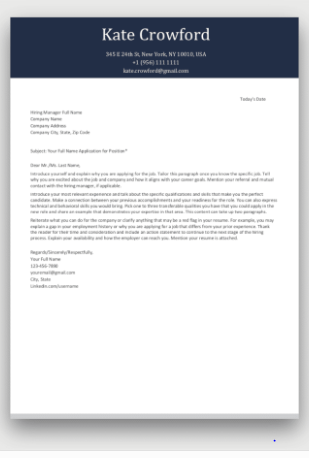 Kate Crowford
345 E 24th St, New York, NY 10010, USA
+1 (956) 111 1111
kate.crowford@gmail.com
Today's Date
Hiring Manager Full Name
Company Name
Company Address
Company City, State, Zip Code
Subject: Your Full Name Application for Position*
Dear Mr./Ms. Last Name,
Introduce yourself and explain why you are applying for the job. Tailor this paragraph once you know the specific job. Tell
why you are excited about the job and company and how it aligns with your career goals. Mention your referral and mutual
contact with the hiring manager, if applicable.
Introduce your most relevant experience and talk about the specific qualifications and skills that make you the perfect
candidate. Make a connection between your previous accomplishments and your readiness for the role. You can also express
technical and behavioral skills you would bring. Pick one to three transferable qualities you have that you could apply in the
new role and share an example that demonstrates your expertise in that area. This content can take up two paragraphs.
Reiterate what you can do for the company or clarify anything that may be a red flag in your resume. For example, you may
explain a gap in your employment history or why you are applying for a job that differs from your prior experience. Thank
the reader for their time and consideration and include an action statement to continue to the next stage of the hiring
process. Explain your availability and how the employer can reach you. Mention your resume is attached.
Regards/Sincerely/Respectfully,
Your Full Name
123-456-7890
youremail@gmail.com
City, State
LinkedIn.com/username